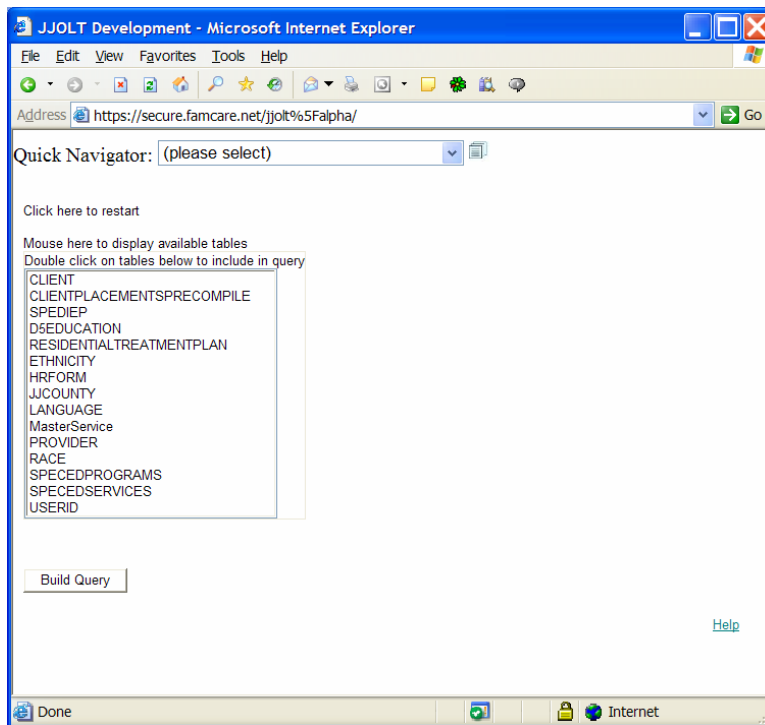 JJOLT Development - Microsoft Internet Explorer
File Edit View Favorites Tools Help
Address https://secure.famcare.net/jjolt%5Falpha/ Go
Quick Navigator: (please select)
Click here to restart
Mouse here to display available tables
Double click on tables below to include in query
CLIENT
CLIENTPLACEMENTSPRECOMPILE
SPEDIEP
D5EDUCATION
RESIDENTIALTREATMENTPLAN
ETHNICITY
HRFORM
JJCOUNTY
LANGUAGE
MasterService
PROVIDER
RACE
SPECEDPROGRAMS
SPECEDSERVICES
USERID
Build Query
Help
Done Internet